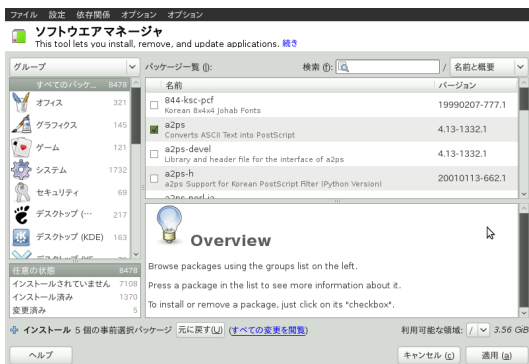 ファイル 設定 依存関係 オプション オプション
ソフトウエアマネージャ
This tool lets you install, remove, and update applications. 続き
グループ
パッケージ一覧 (l):
検索 (f):
/
名前と概要
すべてのパッケ... 8478
オフィス 321
グラフィックス 145
ゲーム 121
システム 1732
セキュリティ 69
デスクトップ (… 217
デスクトップ (KDE) 163
名前 バージョン
844-ksc-pcf 19990207-777.1
Korean 8x4x4 Johab Fonts
a2ps 4.13-1332.1
Converts ASCII Text into PostScript
a2ps-devel 4.13-1332.1
Library and header file for the interface of a2ps
a2ps-h 20010113-662.1
a2ps Support for Korean PostScript Filter (Python Version)
a2ps-perl-ja
任意の状態 8478
インストールされていません 7108
インストール済み 1370
変更済み 5
Overview
Browse packages using the groups list on the left.
Press a package in the list to see more information about it.
To install or remove a package, just click on its "checkbox".
インストール 5 個の事前選択パッケージ 元に戻す(U) (すべての変更を閲覧)
利用可能な領域: / 3.56 GiB
ヘルプ
キャンセル (c)
適用 (a)